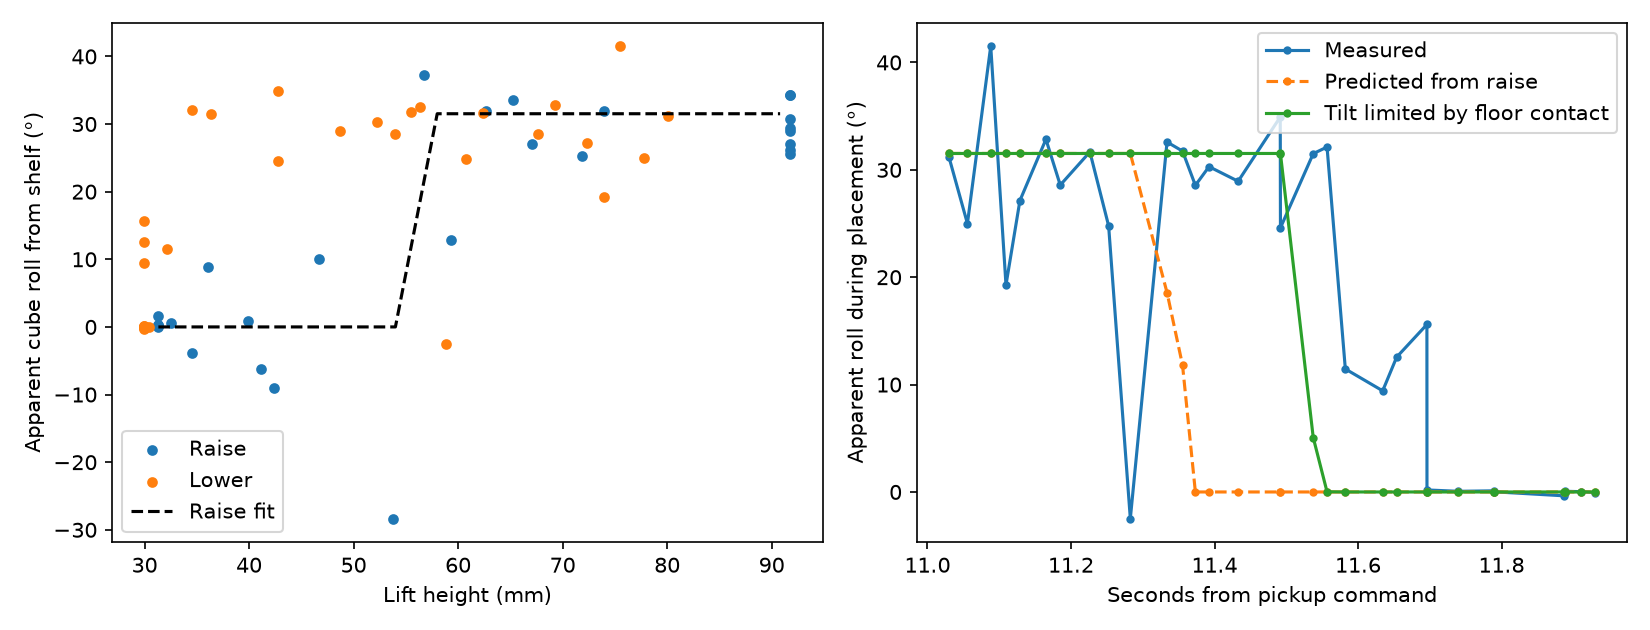 40
30
20
10
0
−10
−20
−30
Apparent cube roll from shelf (°)
Raise
Lower
Raise fit
30 40 50 60 70 80 90
Lift height (mm)
40
30
20
10
0
Apparent roll during placement (°)
Measured
Predicted from raise
Tilt limited by floor contact
11.0 11.2 11.4 11.6 11.8
Seconds from pickup command